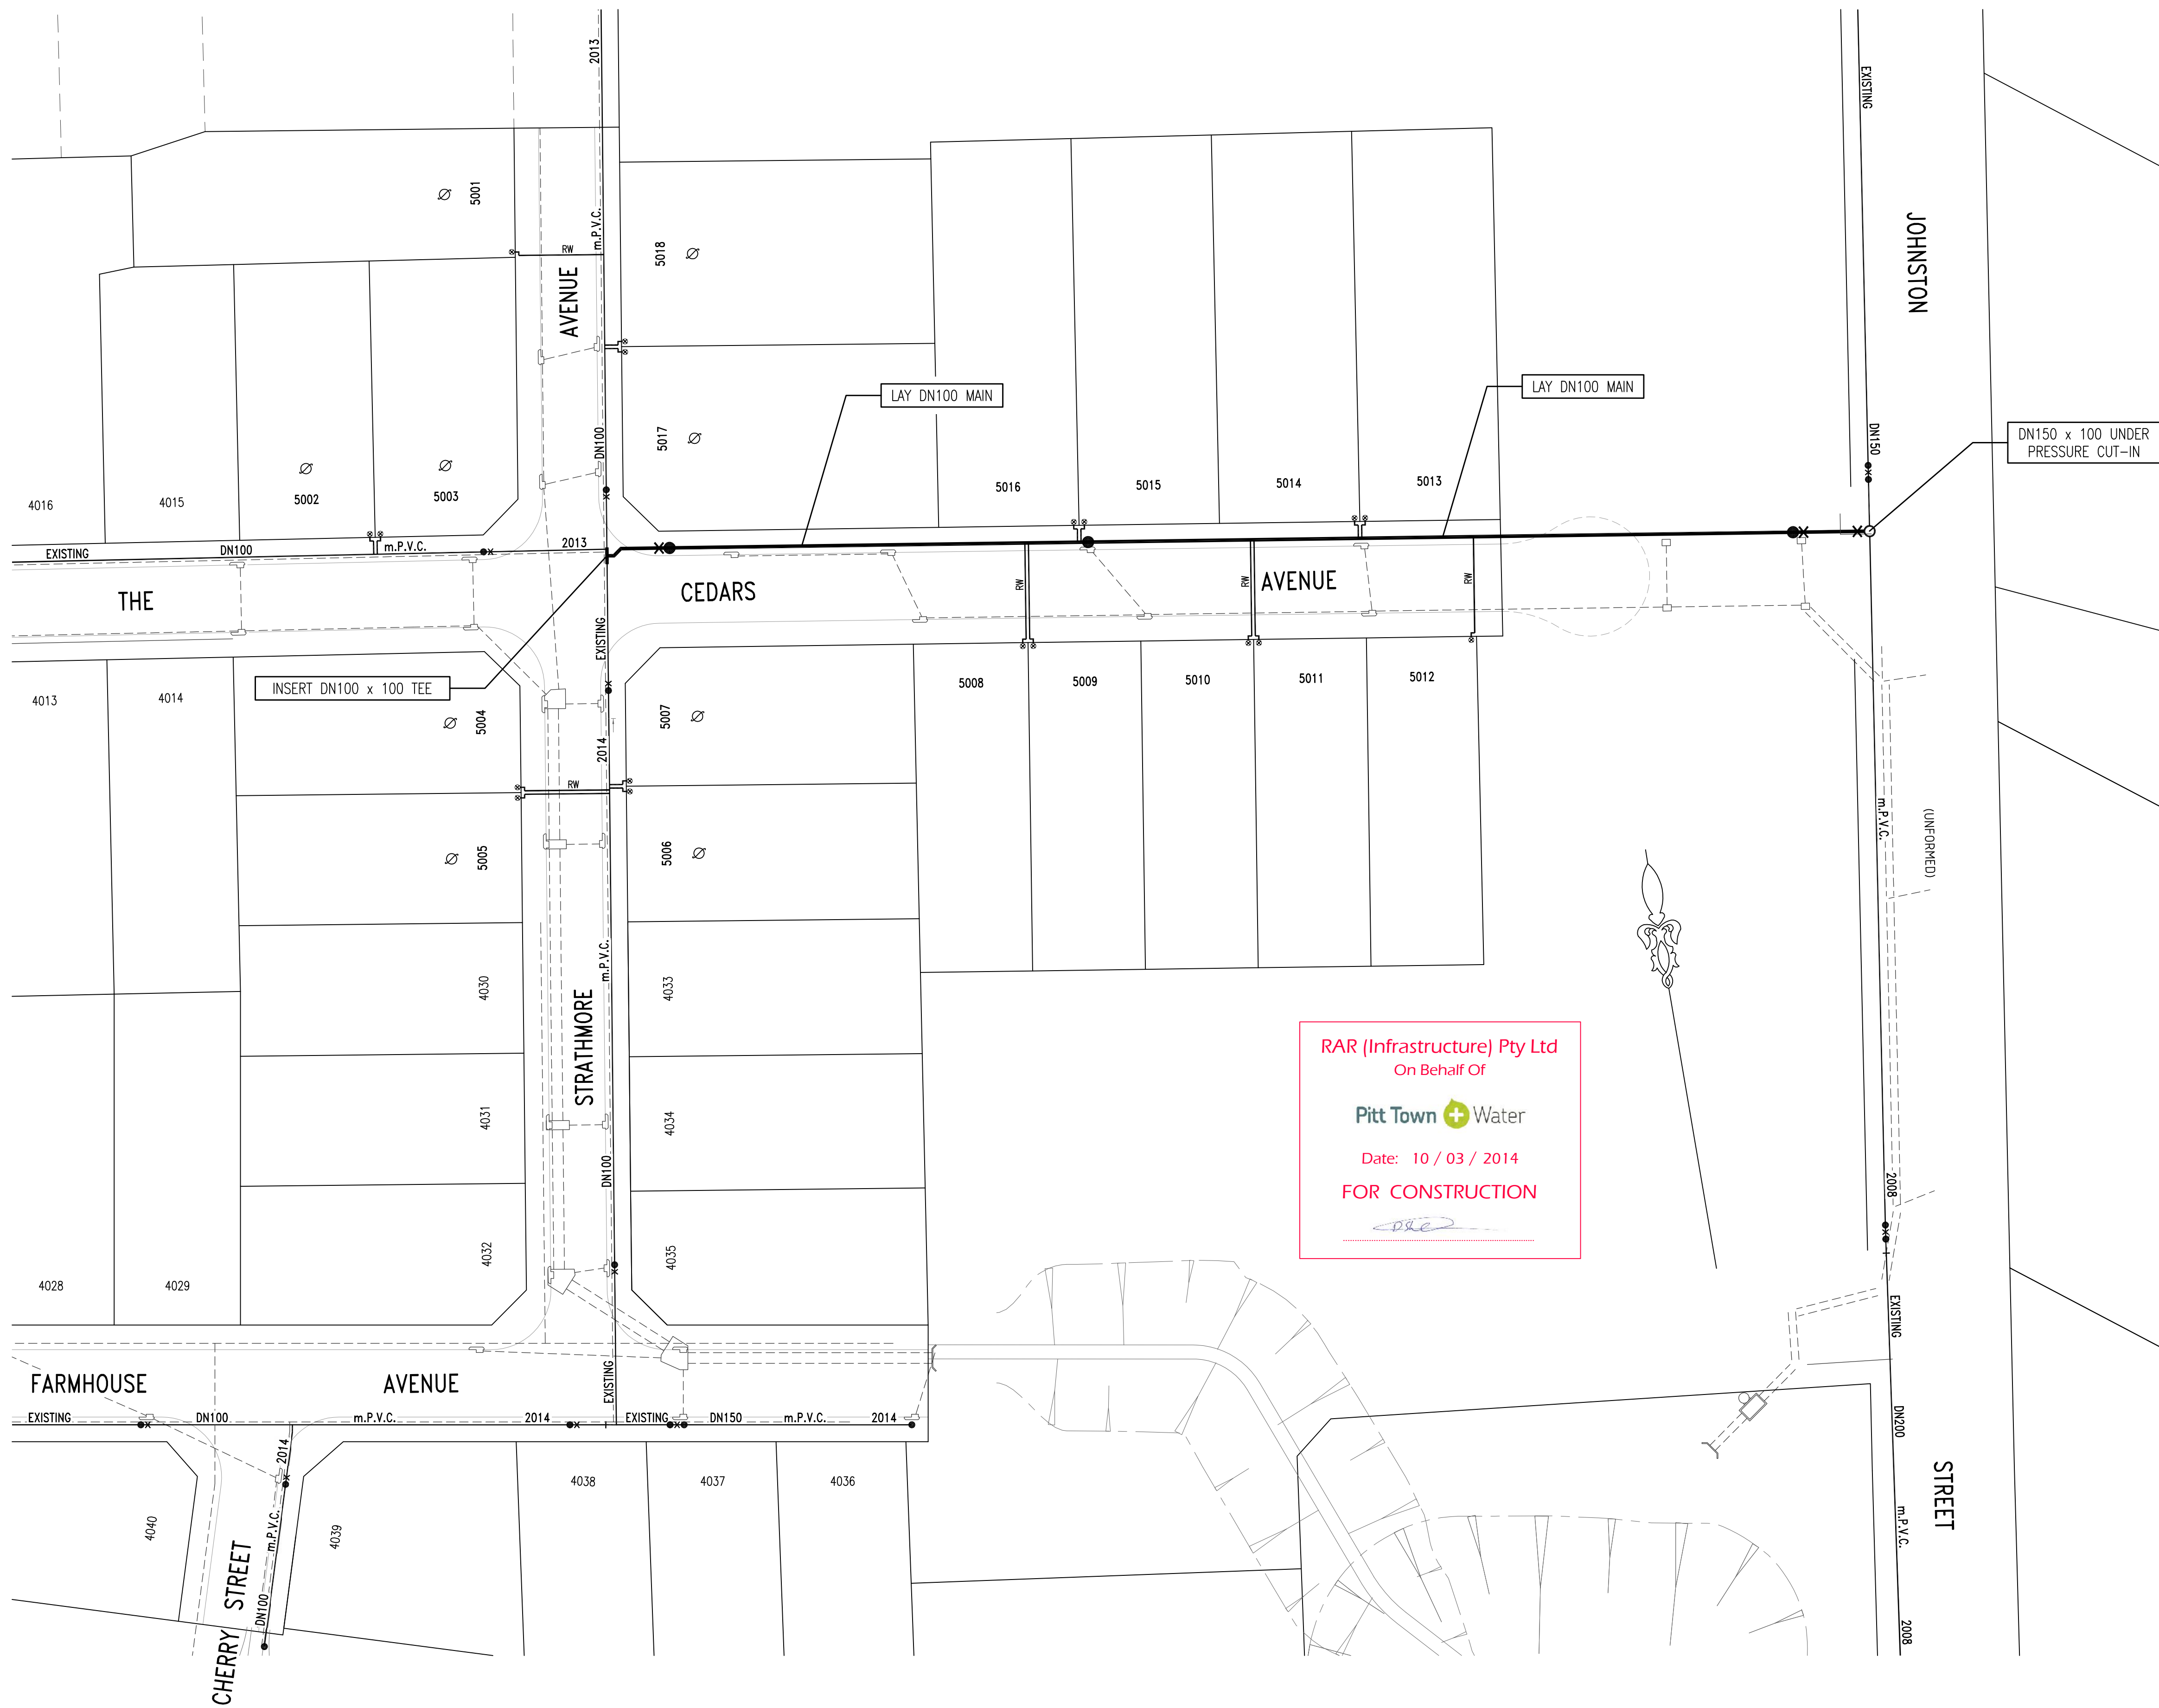 2013
EXISTING
5001
m.P.V.C.
RW
5018
AVENUE
JOHNSTON
LAY DN100 MAIN
LAY DN100 MAIN
DN100
5017
DN150
DN150 x 100 UNDER
PRESSURE CUT-IN
4016
4015
5002
5003
5016
5015
5014
5013
EXISTING
DN100
m.P.V.C.
2013
THE
CEDARS
AVENUE
RW
RW
RW
EXISTING
INSERT DN100 x 100 TEE
4013
4014
5004
5007
5008
5009
5010
5011
5012
2014
RW
m.P.V.C.
(UNFORMED)
5005
5006
m.P.V.C.
4030
4033
STRATHMORE
RAR (Infrastructure) Pty Ltd
On Behalf Of
Pitt Town Water
Date: 10 / 03 / 2014
FOR CONSTRUCTION
4031
4034
DN100
2008
4032
4035
4028
4029
EXISTING
EXISTING
FARMHOUSE
AVENUE
EXISTING
DN100
m.P.V.C.
2014
EXISTING
DN150
m.P.V.C.
2014
DN200
2014
4038
4037
4036
STREET
m.P.V.C.
4040
m.P.V.C.
4039
DN100
CHERRY STREET
2008